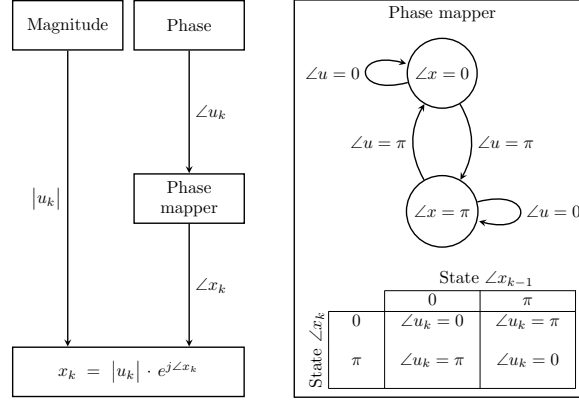 Magnitude
Phase
∠u_k
Phase
mapper
|u_k|
∠x_k
x_k = |u_k| · e^{j∠x_k}
Phase mapper
∠u = 0
∠x = 0
∠u = π
∠u = π
∠x = π
∠u = 0
State ∠x_{k−1}
0 π
State ∠x_k
0 ∠u_k = 0 ∠u_k = π
π ∠u_k = π ∠u_k = 0